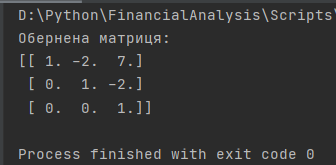 D:\Python\FinancialAnalysis\Scripts\
Обернена матриця:
[[ 1. -2.  7.]
 [ 0.  1. -2.]
 [ 0.  0.  1.]]
Process finished with exit code 0